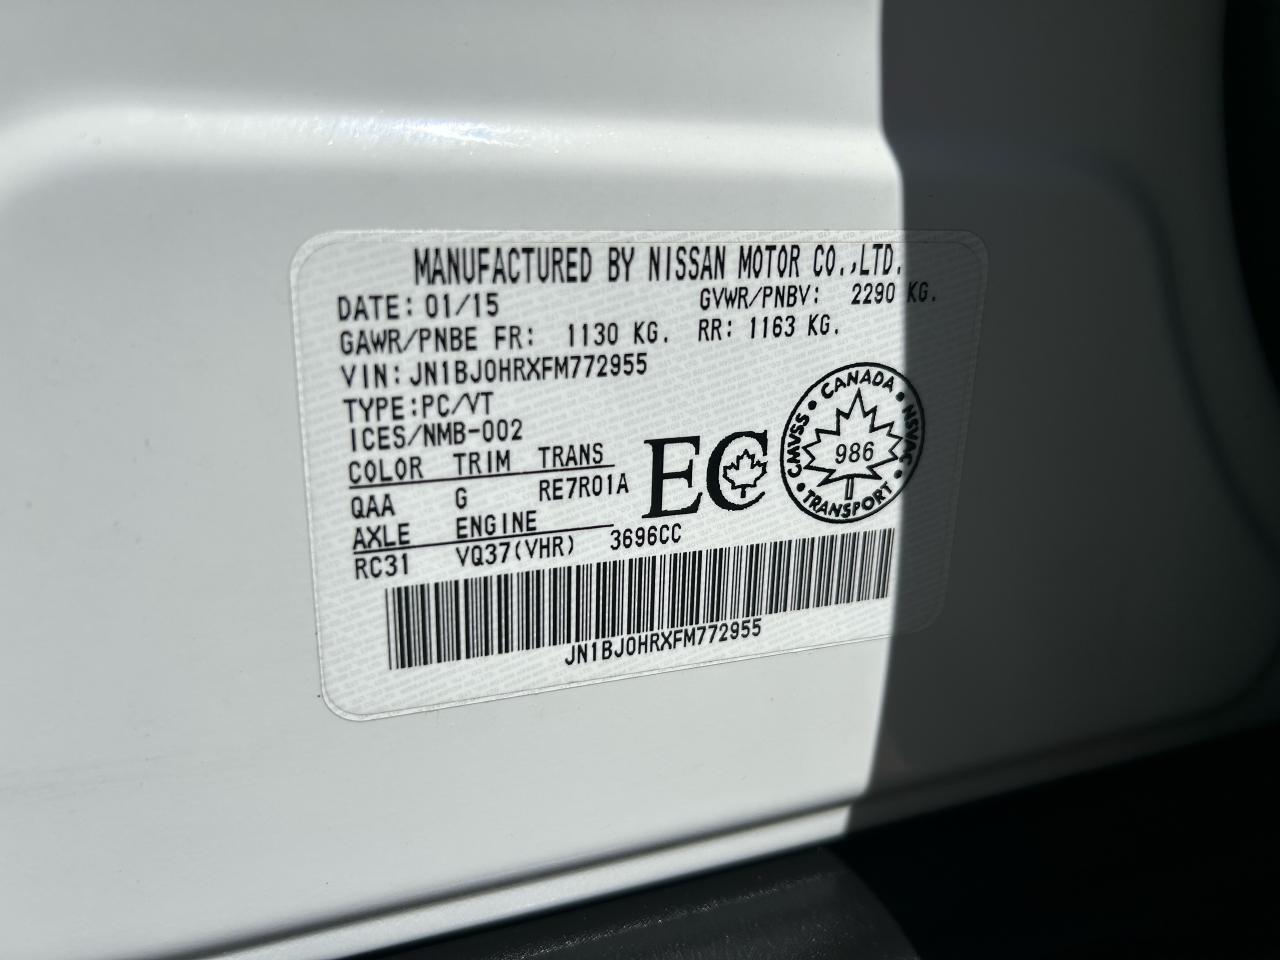 MANUFACTURED BY NISSAN MOTOR CO.,LTD.
DATE: 01/15 GVWR/PNBV: 2290 KG.
GAWR/PNBE FR: 1130 KG. RR: 1163 KG.
VIN: JN1BJ0HRXFM772955
TYPE:PC/VT
ICES/NMB-002
COLOR TRIM TRANS
QAA G RE7R01A
AXLE ENGINE
RC31 VQ37(VHR) 3696CC
EC
CANADA • NSVAC • TRANSPORT • CMVSS •
986
JN1BJ0HRXFM772955